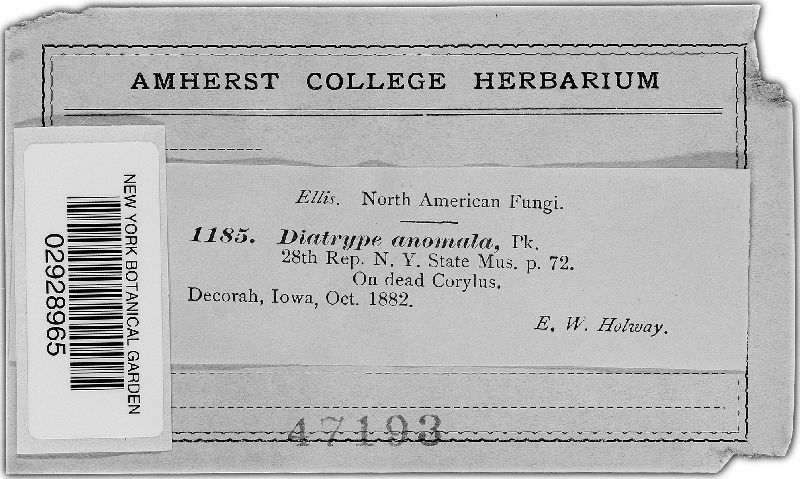 AMHERST COLLEGE HERBARIUM
NEW YORK BOTANICAL GARDEN
02928965
Ellis. North American Fungi.
1185. Diatrype anomala, Pk.
28th Rep. N. Y. State Mus. p. 72.
On dead Corylus.
Decorah, Iowa, Oct. 1882.
E. W. Holway.
47193